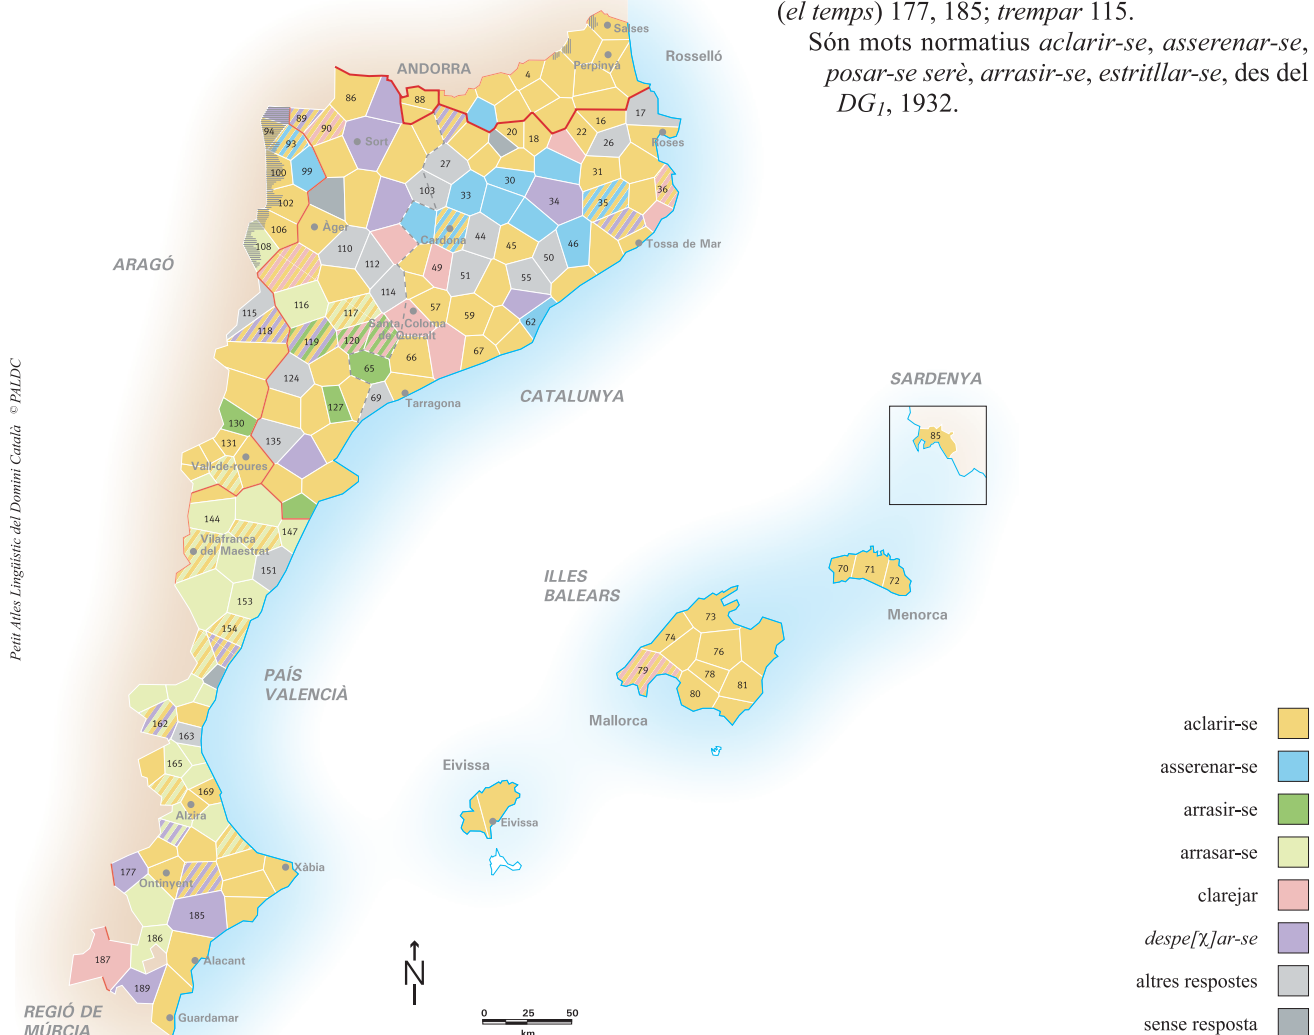 (el temps) 177, 185; trempar 115.
Són mots normatius aclarir-se, asserenar-se,
posar-se serè, arrasir-se, estritllar-se, des del
DG1, 1932.
Salses
Rosselló
Perpinyà
ANDORRA
4
86
88
89
90
94
93
Sort
100
99
102
106
Àger
108
110
112
114
27
103
33
30
34
20
18
22
16
17
26
Roses
31
35
36
Cardona
44
45
46
Tossa de Mar
49
51
50
55
57
59
62
ARAGÓ
115
116
117
118
119
120
Santa Coloma
de Queralt
65
66
67
124
127
69
Tarragona
CATALUNYA
130
131
135
Vall-de-roures
144
147
Vilafranca
del Maestrat
151
153
154
SARDENYA
85
ILLES
BALEARS
70
71
72
Menorca
73
74
76
78
79
80
81
Mallorca
PAÍS
VALENCIÀ
162
163
165
169
Alzira
Eivissa
Eivissa
177
Ontinyent
Xàbia
185
186
187
189
Alacant
Guardamar
REGIÓ DE
MÚRCIA
N
0 25 50
km
Petit Atles Lingüístic del Domini Català © PALDC
aclarir-se
asserenar-se
arrasir-se
arrasar-se
clarejar
despe[χ]ar-se
altres respostes
sense resposta